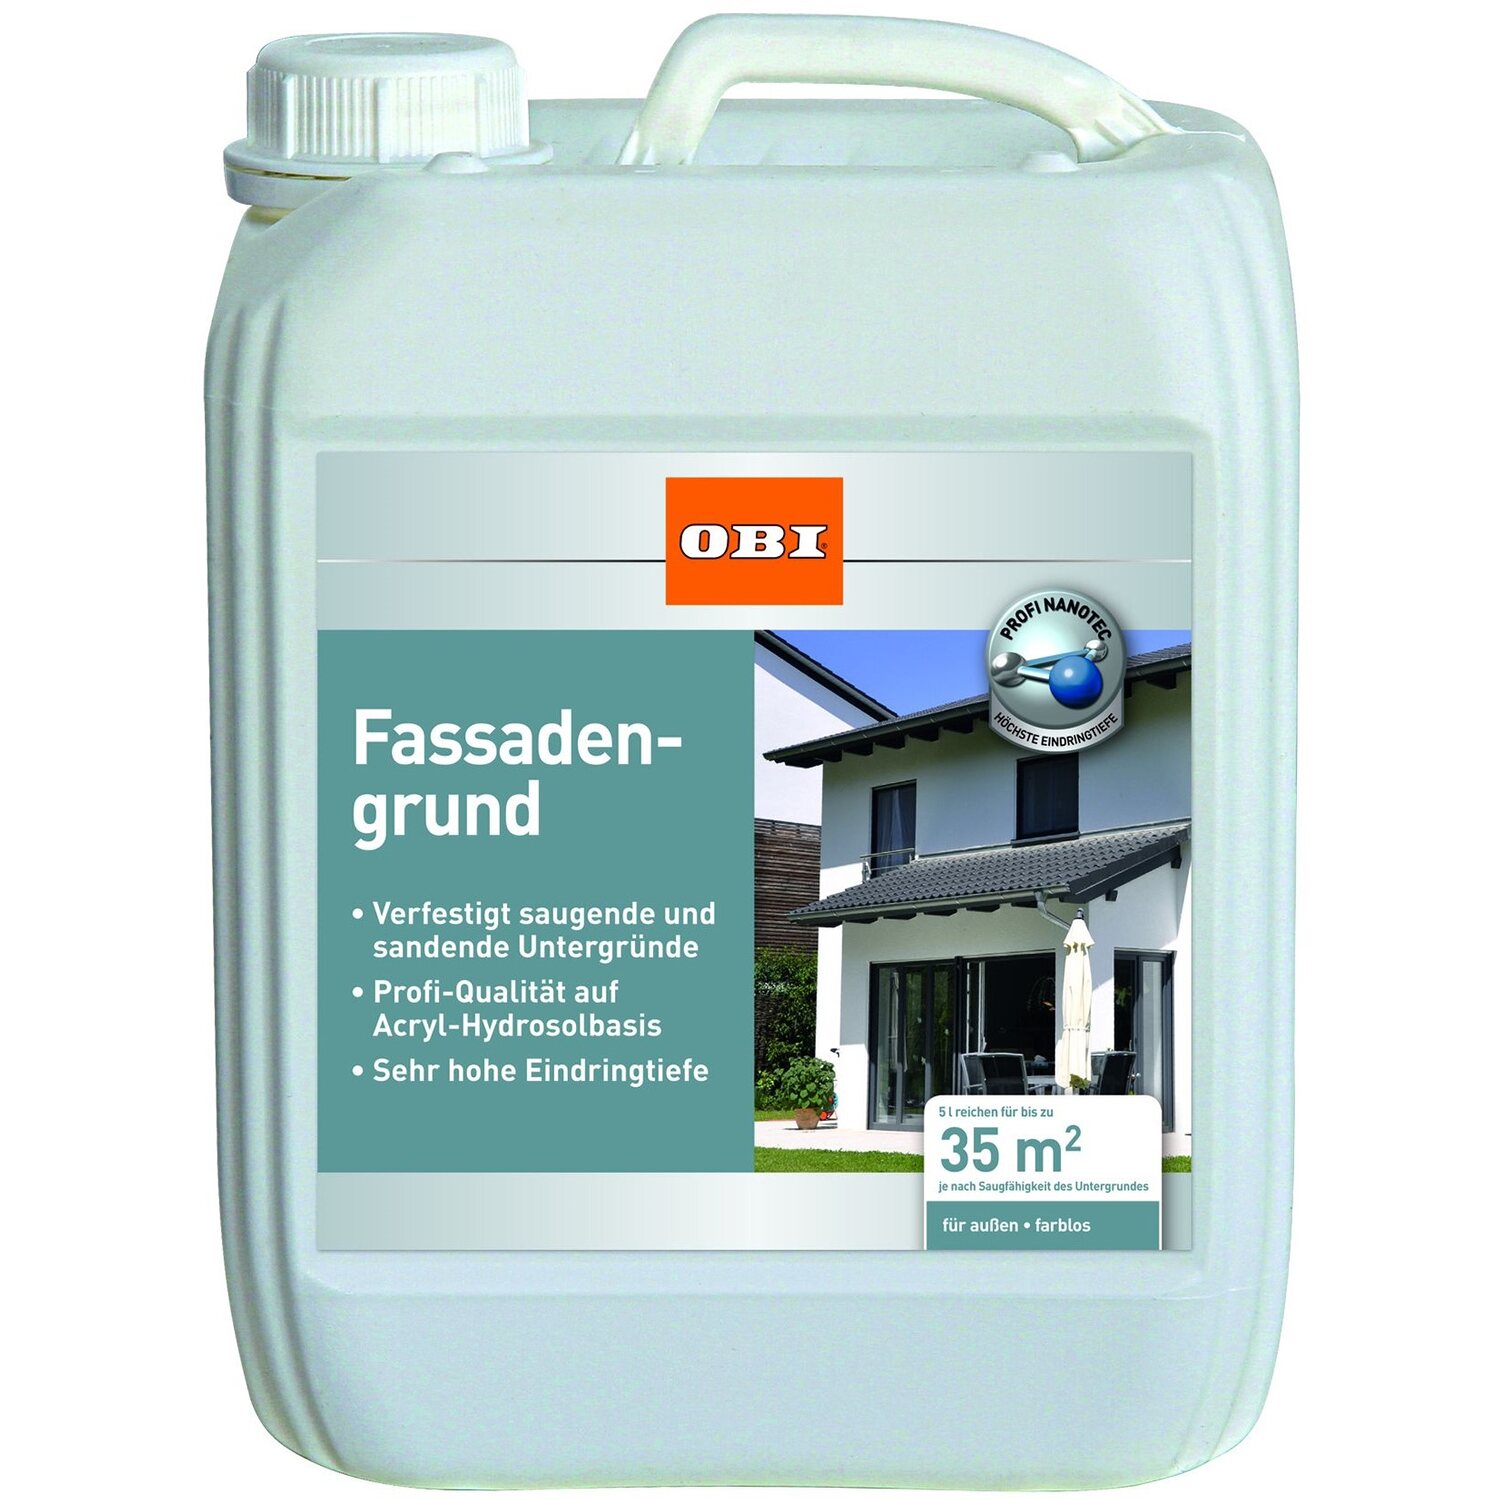 OBI
PROFI NANOTEC
HÖCHSTE EINDRINGTIEFE
Fassaden-
grund
• Verfestigt saugende und
sandende Untergründe
• Profi-Qualität auf
Acryl-Hydrosolbasis
• Sehr hohe Eindringtiefe
5 l reichen für bis zu
35 m²
je nach Saugfähigkeit des Untergrundes
für außen • farblos